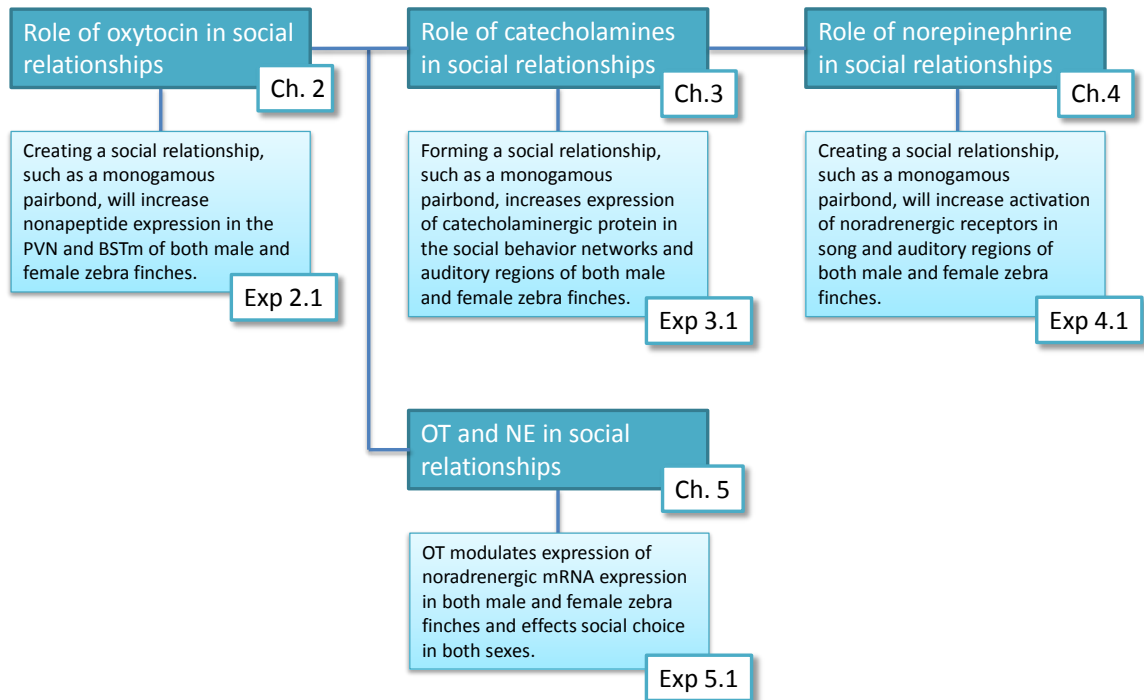 Role of oxytocin in social
relationships
Ch. 2
Creating a social relationship,
such as a monogamous
pairbond, will increase
nonapeptide expression in the
PVN and BSTm of both male and
female zebra finches.
Exp 2.1
Role of catecholamines
in social relationships
Ch.3
Forming a social relationship,
such as a monogamous
pairbond, increases expression
of catecholaminergic protein in
the social behavior networks and
auditory regions of both male
and female zebra finches.
Exp 3.1
Role of norepinephrine
in social relationships
Ch.4
Creating a social relationship,
such as a monogamous
pairbond, will increase activation
of noradrenergic receptors in
song and auditory regions of
both male and female zebra
finches.
Exp 4.1
OT and NE in social
relationships
Ch. 5
OT modulates expression of
noradrenergic mRNA expression
in both male and female zebra
finches and effects social choice
in both sexes.
Exp 5.1